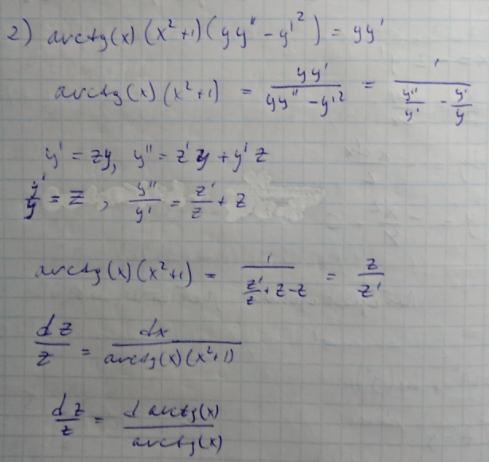 2) arctg(x)(x²+1)(yy″ - y'²) = yy'
arctg(x)(x²+1) = yy'/(yy″ - y'²) = 1/(y″/y' - y'/y)
y' = zy, y″ = z'y + y'z
y'/y = z, y″/y' = z'/z + z
arctg(x)(x²+1) = 1/(z'/z + z - z) = z/z'
dz/z = dx/(arctg(x)(x²+1))
dz/z = d arctg(x)/arctg(x)